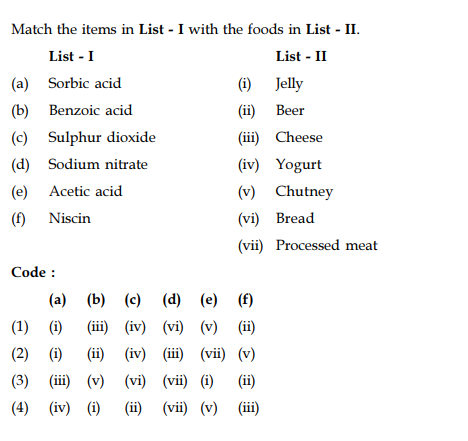 Match the items in List - I with the foods in List - II.
List - I List - II
(a) Sorbic acid (i) Jelly
(b) Benzoic acid (ii) Beer
(c) Sulphur dioxide (iii) Cheese
(d) Sodium nitrate (iv) Yogurt
(e) Acetic acid (v) Chutney
(f) Niscin (vi) Bread
(vii) Processed meat
Code :
(a) (b) (c) (d) (e) (f)
(1) (i) (iii) (iv) (vi) (v) (ii)
(2) (i) (ii) (iv) (iii) (vii) (v)
(3) (iii) (v) (vi) (vii) (i) (ii)
(4) (iv) (i) (ii) (vii) (v) (iii)